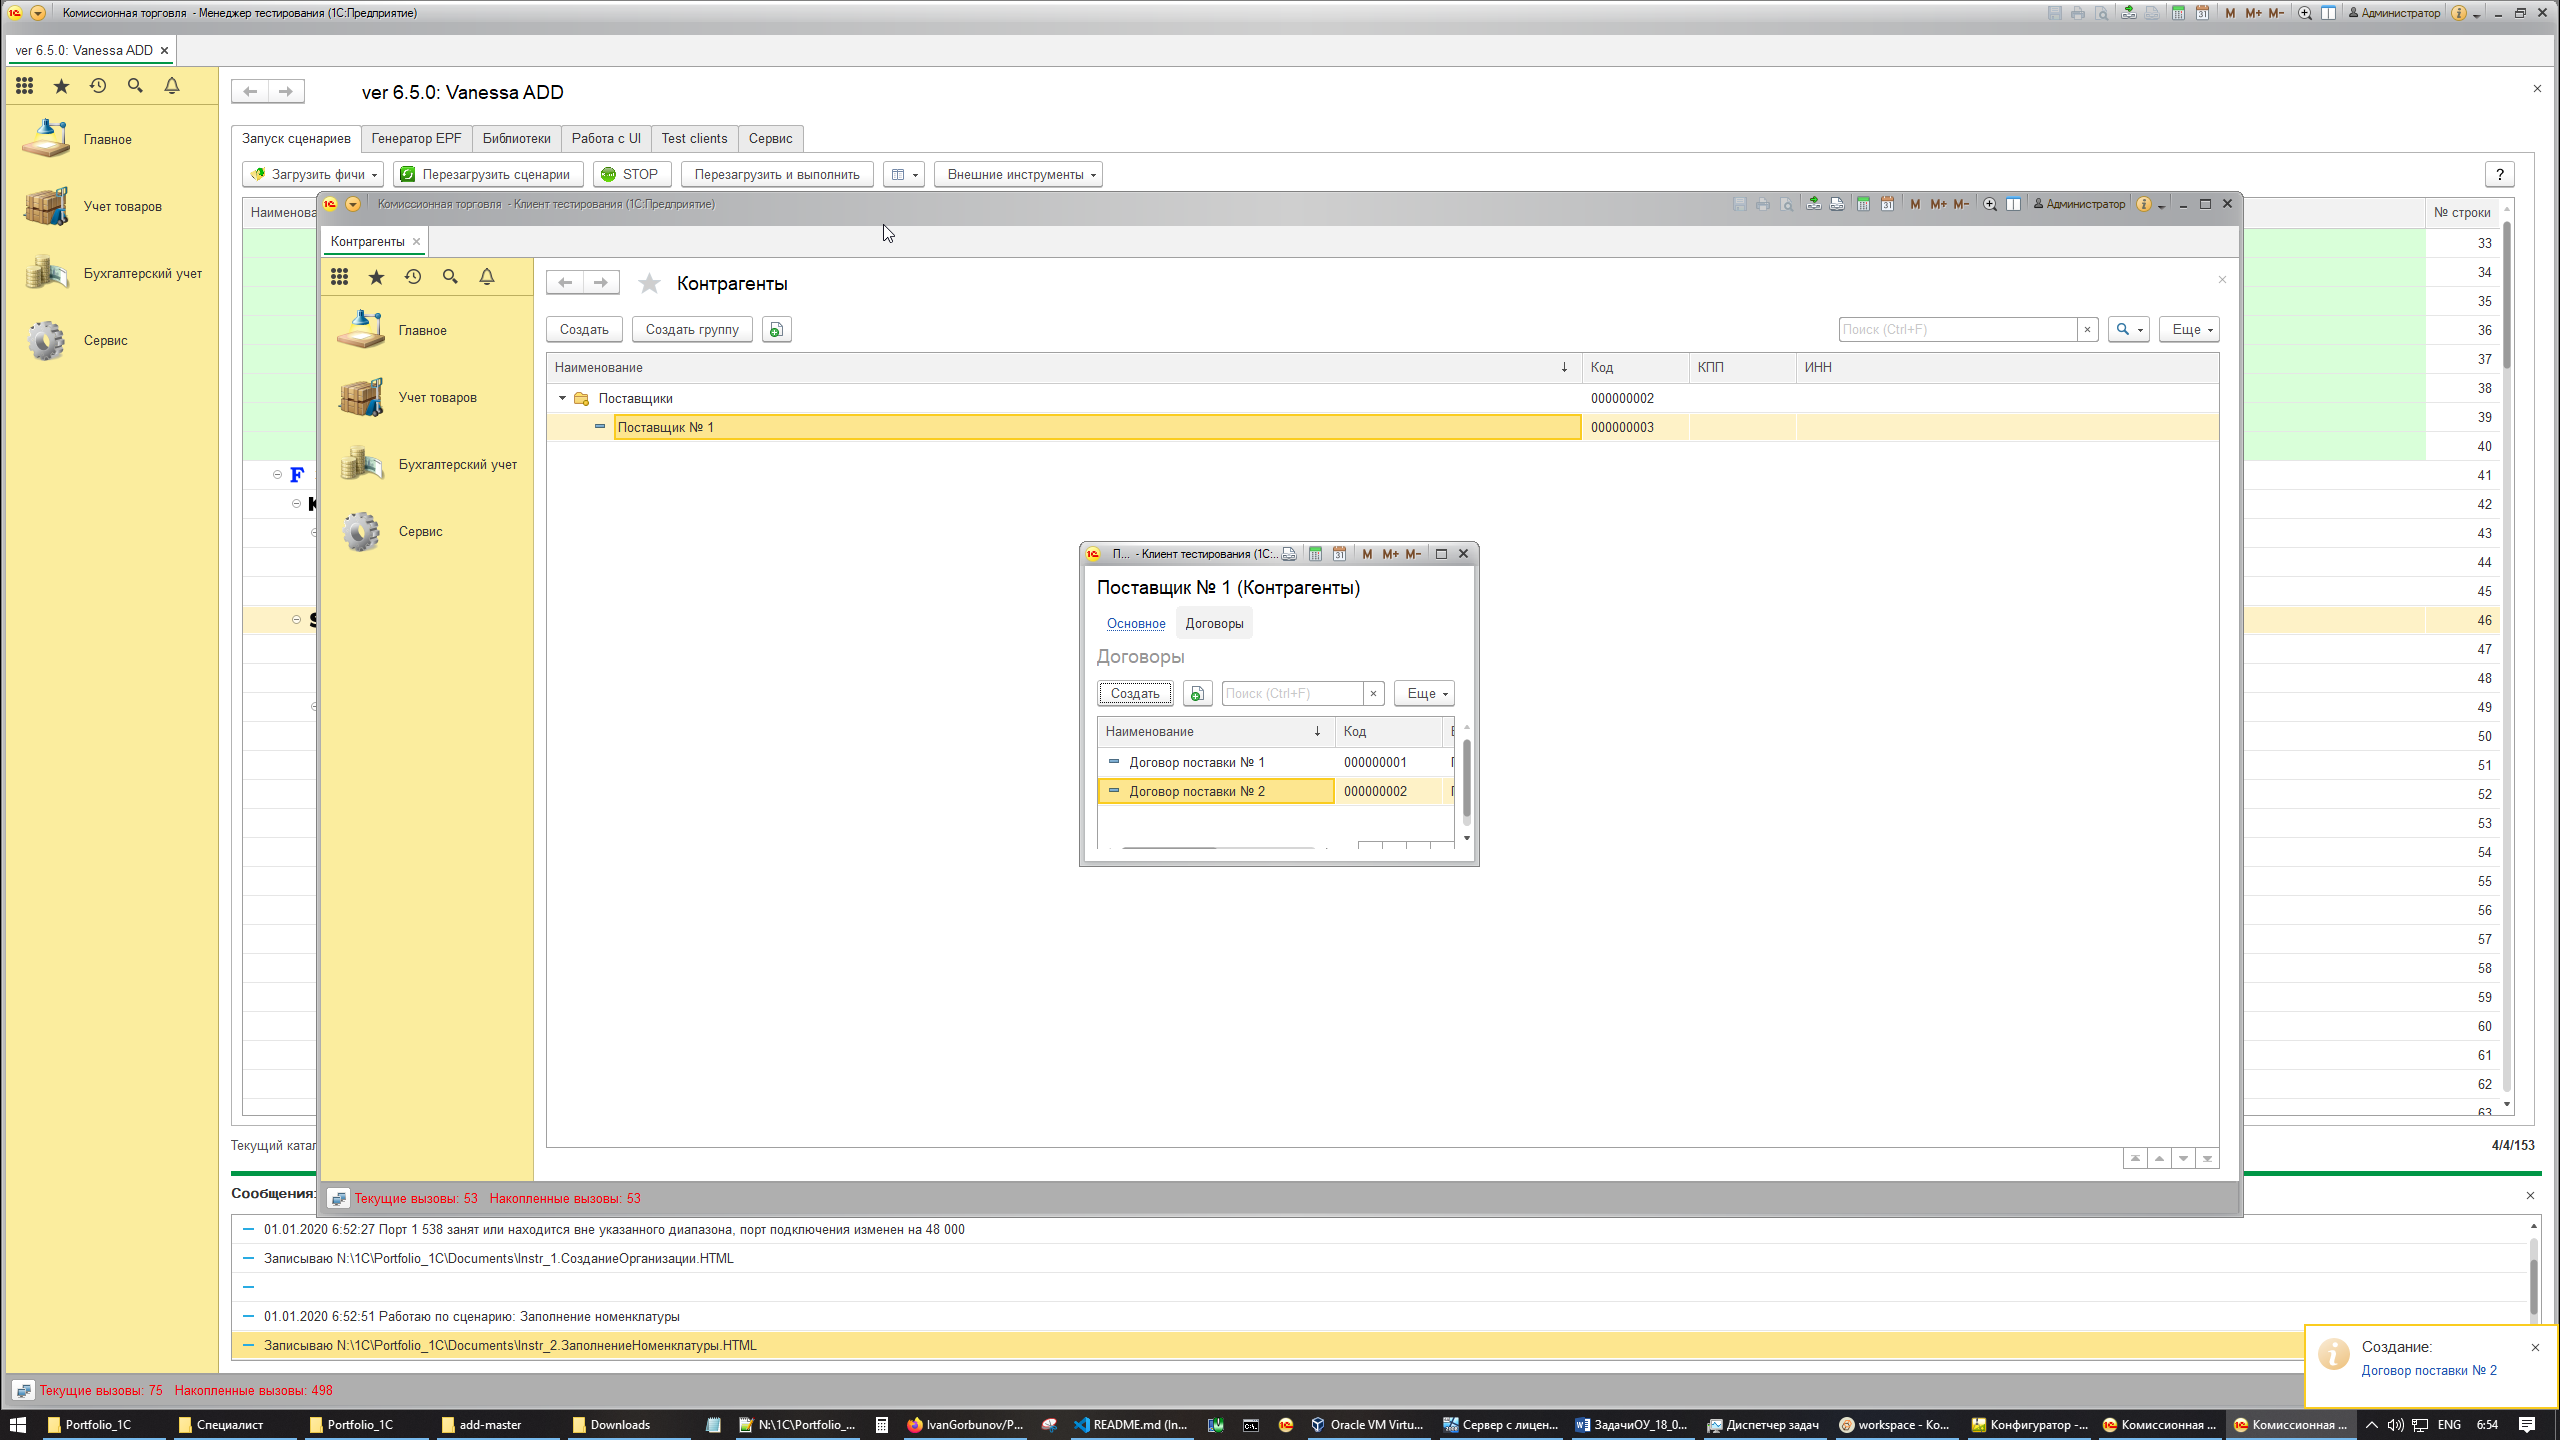 Комиссионная торговля - Менеджер тестирования (1С:Предприятие)
M M+ M- Администратор
ver 6.5.0: Vanessa ADD
ver 6.5.0: Vanessa ADD
Главное
Учет товаров
Бухгалтерский учет
Сервис
Запуск сценариев Генератор EPF Библиотеки Работа с UI Test clients Сервис
Загрузить фичи Перезагрузить сценарии STOP Перезагрузить и выполнить Внешние инструменты ?
№ строки
33
34
35
36
37
38
39
40
41
42
43
44
45
46
47
48
49
50
51
52
53
54
55
56
57
58
59
60
61
62
63
F
Комиссионная торговля - Клиент тестирования (1С:Предприятие)
M M+ M- Администратор
Контрагенты
Главное
Учет товаров
Бухгалтерский учет
Сервис
Контрагенты
Создать Создать группу Поиск (Ctrl+F) Еще
Наименование Код КПП ИНН
Поставщики 000000002
Поставщик № 1 000000003
П... - Клиент тестирования (1С:... M M+ M-
Поставщик № 1 (Контрагенты)
Основное Договоры
Договоры
Создать Поиск (Ctrl+F) Еще
Наименование Код
Договор поставки № 1 000000001
Договор поставки № 2 000000002
Текущие вызовы: 53 Накопленные вызовы: 53
4/4/153
Сообщения:
01.01.2020 6:52:27 Порт 1 538 занят или находится вне указанного диапазона, порт подключения изменен на 48 000
Записываю N:\1C\Portfolio_1C\Documents\Instr_1.СозданиеОрганизации.HTML
01.01.2020 6:52:51 Работаю по сценарию: Заполнение номенклатуры
Записываю N:\1C\Portfolio_1C\Documents\Instr_2.ЗаполнениеНоменклатуры.HTML
Создание:
Договор поставки № 2
Текущие вызовы: 75 Накопленные вызовы: 498
Portfolio_1C Специалист Portfolio_1C add-master Downloads N:\1C\Portfolio_... IvanGorbunov/P... README.md (In... Oracle VM Virtu... Сервер с лицен... ЗадачиОУ_18_0... Диспетчер задач workspace - Ко... Конфигуратор -... Комиссионная ... Комиссионная ... ENG 6:54